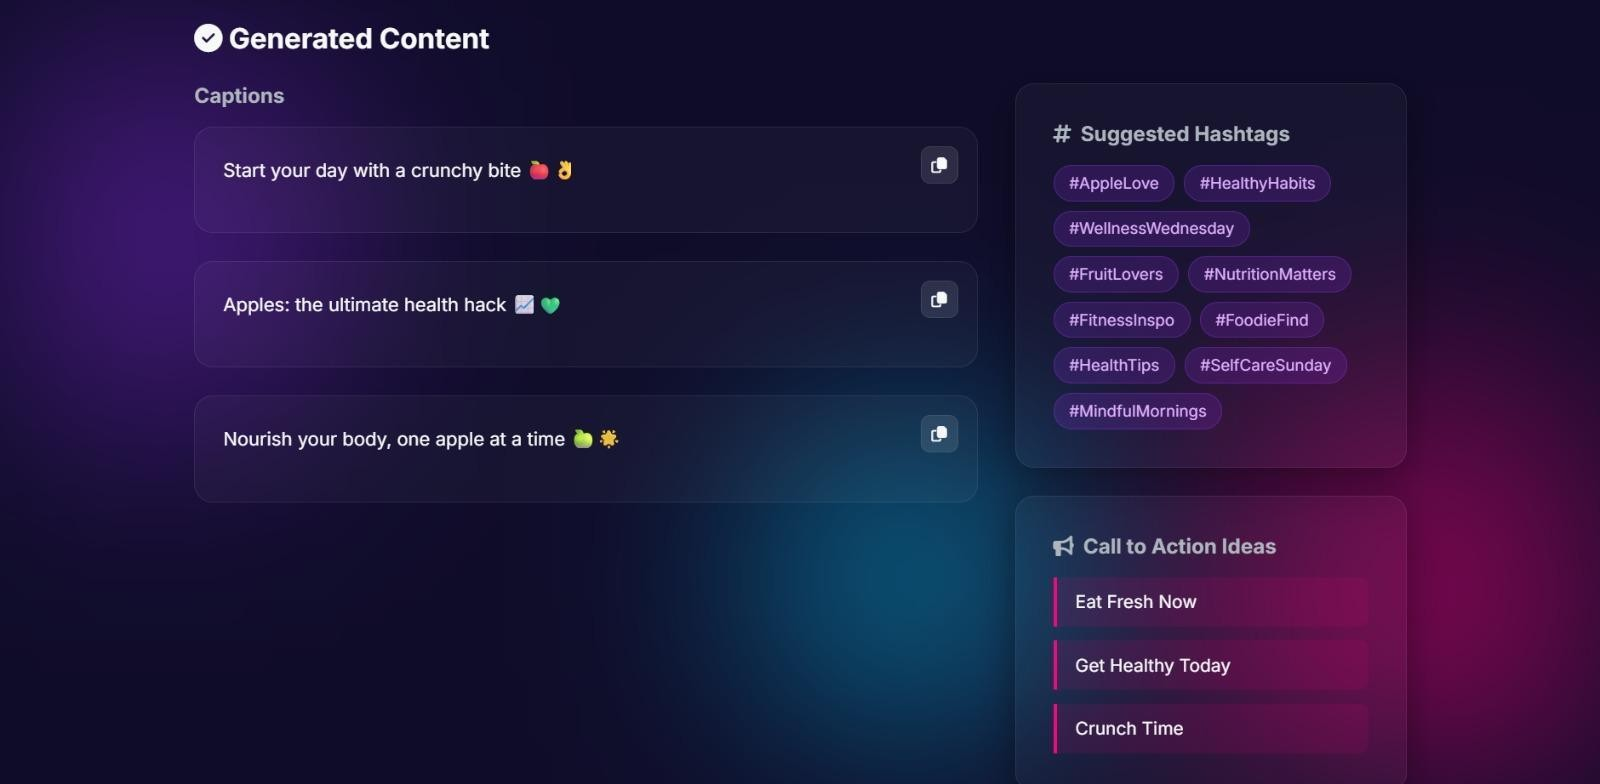 Generated Content
Captions
Start your day with a crunchy bite 🍎 👌
Apples: the ultimate health hack 📈 💚
Nourish your body, one apple at a time 🍏 🌟
# Suggested Hashtags
#AppleLove #HealthyHabits
#WellnessWednesday
#FruitLovers #NutritionMatters
#FitnessInspo #FoodieFind
#HealthTips #SelfCareSunday
#MindfulMornings
Call to Action Ideas
Eat Fresh Now
Get Healthy Today
Crunch Time